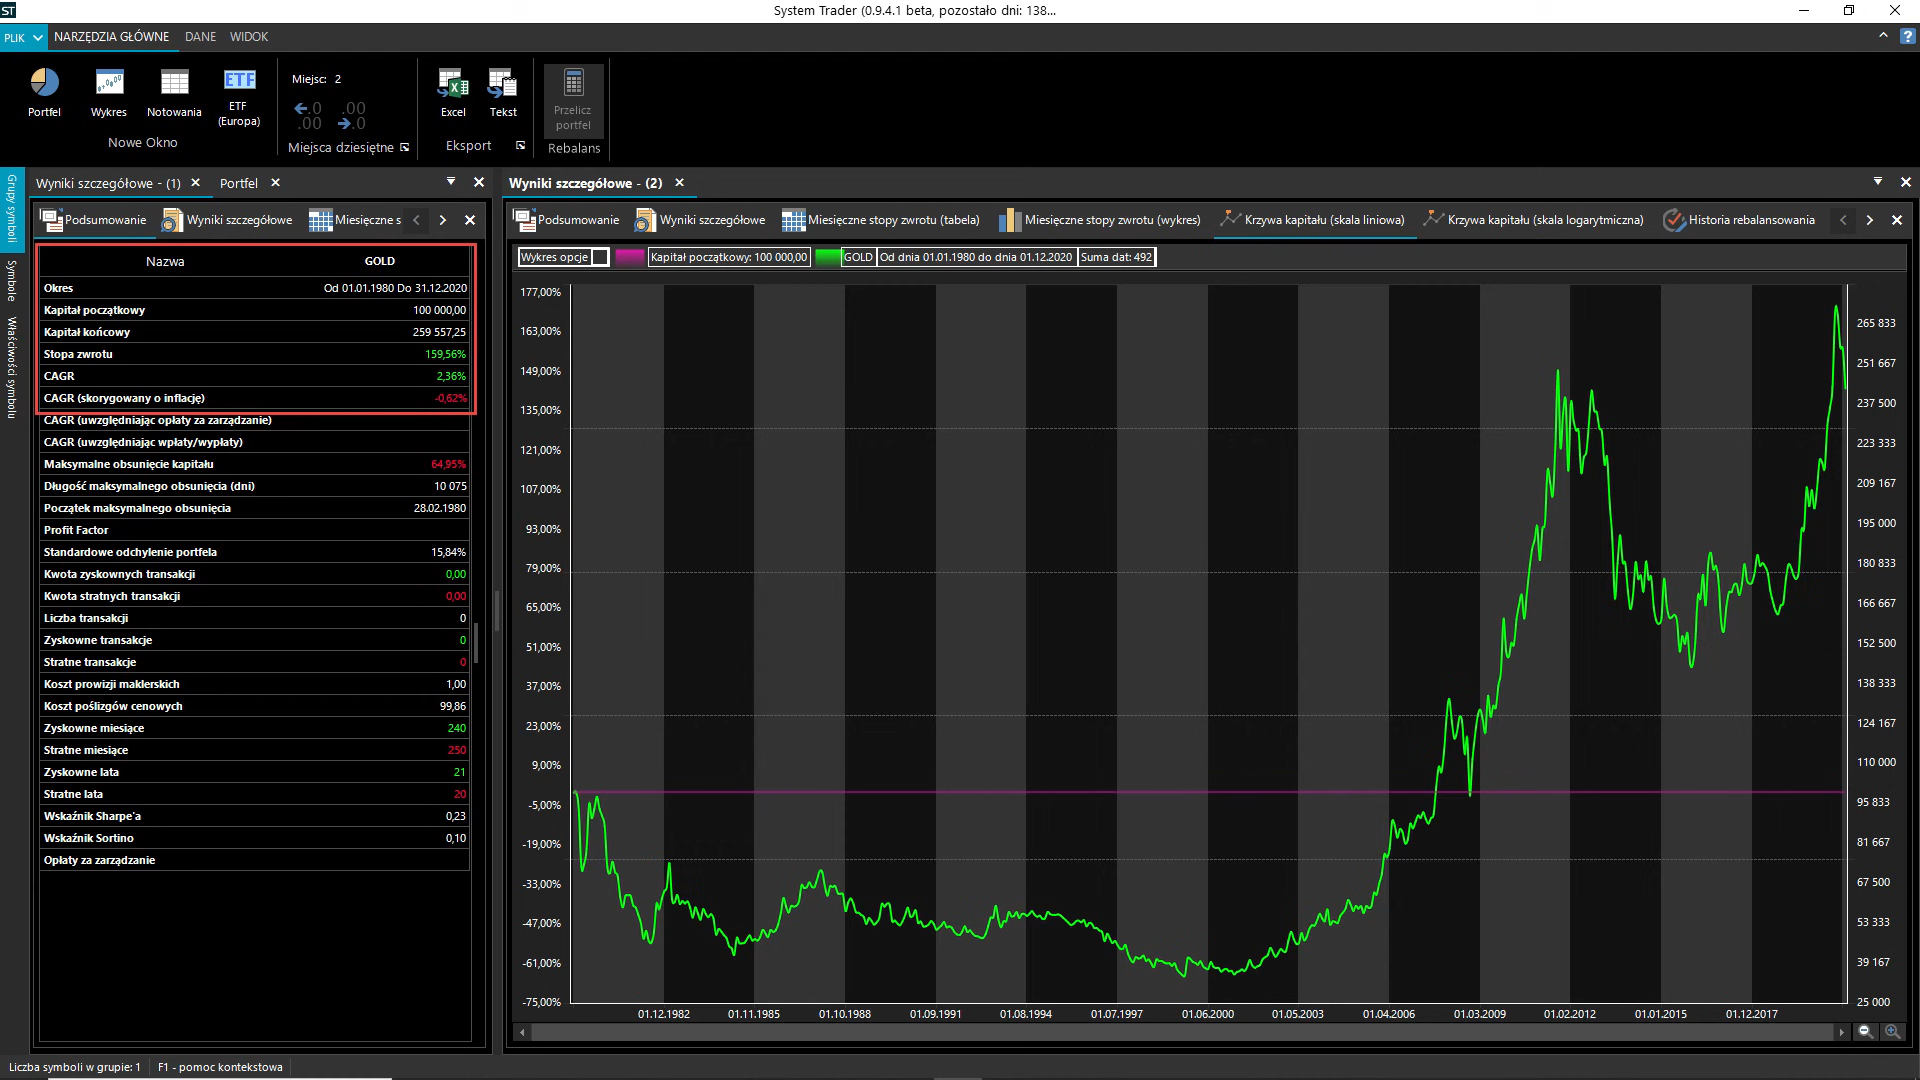 ST
System Trader (0.9.4.1 beta, pozostało dni: 138...
PLIK
NARZĘDZIA GŁÓWNE
DANE
WIDOK
Portfel
Wykres
Notowania
ETF
ETF
(Europa)
Nowe Okno
Miejsc: 2
←.0 .00
.00 →.0
Miejsca dziesiętne
Excel
Tekst
Eksport
Przelicz
portfel
Rebalans
Grupy symboli
Symbole
Właściwości symbolu
Wyniki szczegółowe - (1)
Portfel
Podsumowanie
Wyniki szczegółowe
Miesięczne s
Nazwa GOLD
Okres Od 01.01.1980 Do 31.12.2020
Kapitał początkowy 100 000,00
Kapitał końcowy 259 557,25
Stopa zwrotu 159,56%
CAGR 2,36%
CAGR (skorygowany o inflację) -0,62%
CAGR (uwzględniając opłaty za zarządzanie)
CAGR (uwzględniając wpłaty/wypłaty)
Maksymalne obsunięcie kapitału 64,95%
Długość maksymalnego obsunięcia (dni) 10 075
Początek maksymalnego obsunięcia 28.02.1980
Profit Factor
Standardowe odchylenie portfela 15,84%
Kwota zyskownych transakcji 0,00
Kwota stratnych transakcji 0,00
Liczba transakcji 0
Zyskowne transakcje 0
Stratne transakcje 0
Koszt prowizji maklerskich 1,00
Koszt poślizgów cenowych 99,86
Zyskowne miesiące 240
Stratne miesiące 250
Zyskowne lata 21
Stratne lata 20
Wskaźnik Sharpe'a 0,23
Wskaźnik Sortino 0,10
Opłaty za zarządzanie
Wyniki szczegółowe - (2)
Podsumowanie
Wyniki szczegółowe
Miesięczne stopy zwrotu (tabela)
Miesięczne stopy zwrotu (wykres)
Krzywa kapitału (skala liniowa)
Krzywa kapitału (skala logarytmiczna)
Historia rebalansowania
Wykres opcje
Kapitał początkowy: 100 000,00
GOLD
Od dnia 01.01.1980 do dnia 01.12.2020
Suma dat: 492
177,00%
163,00%
149,00%
135,00%
121,00%
107,00%
93,00%
79,00%
65,00%
51,00%
37,00%
23,00%
9,00%
-5,00%
-19,00%
-33,00%
-47,00%
-61,00%
-75,00%
265 833
251 667
237 500
223 333
209 167
195 000
180 833
166 667
152 500
138 333
124 167
110 000
95 833
81 667
67 500
53 333
39 167
25 000
01.12.1982
01.11.1985
01.10.1988
01.09.1991
01.08.1994
01.07.1997
01.06.2000
01.05.2003
01.04.2006
01.03.2009
01.02.2012
01.01.2015
01.12.2017
Liczba symboli w grupie: 1
F1 - pomoc kontekstowa